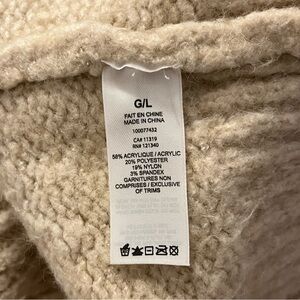 G/L
FAIT EN CHINE
MADE IN CHINA
100077432
CA# 11319
RN# 121340
58% ACRYLIQUE / ACRYLIC
20% POLYESTER
19% NYLON
3% SPANDEX
GARNITURES NON
COMPRISES / EXCLUSIVE
OF TRIMS